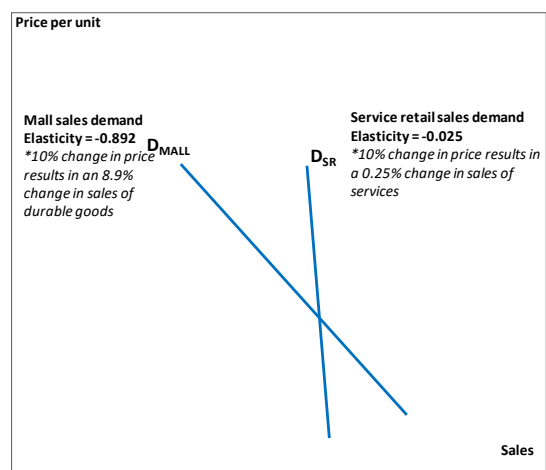 Price per unit
Mall sales demand
Elasticity = -0.892
*10% change in price
results in an 8.9%
change in sales of
durable goods
DMALL
DSR
Service retail sales demand
Elasticity = -0.025
*10% change in price results in
a 0.25% change in sales of
services
Sales